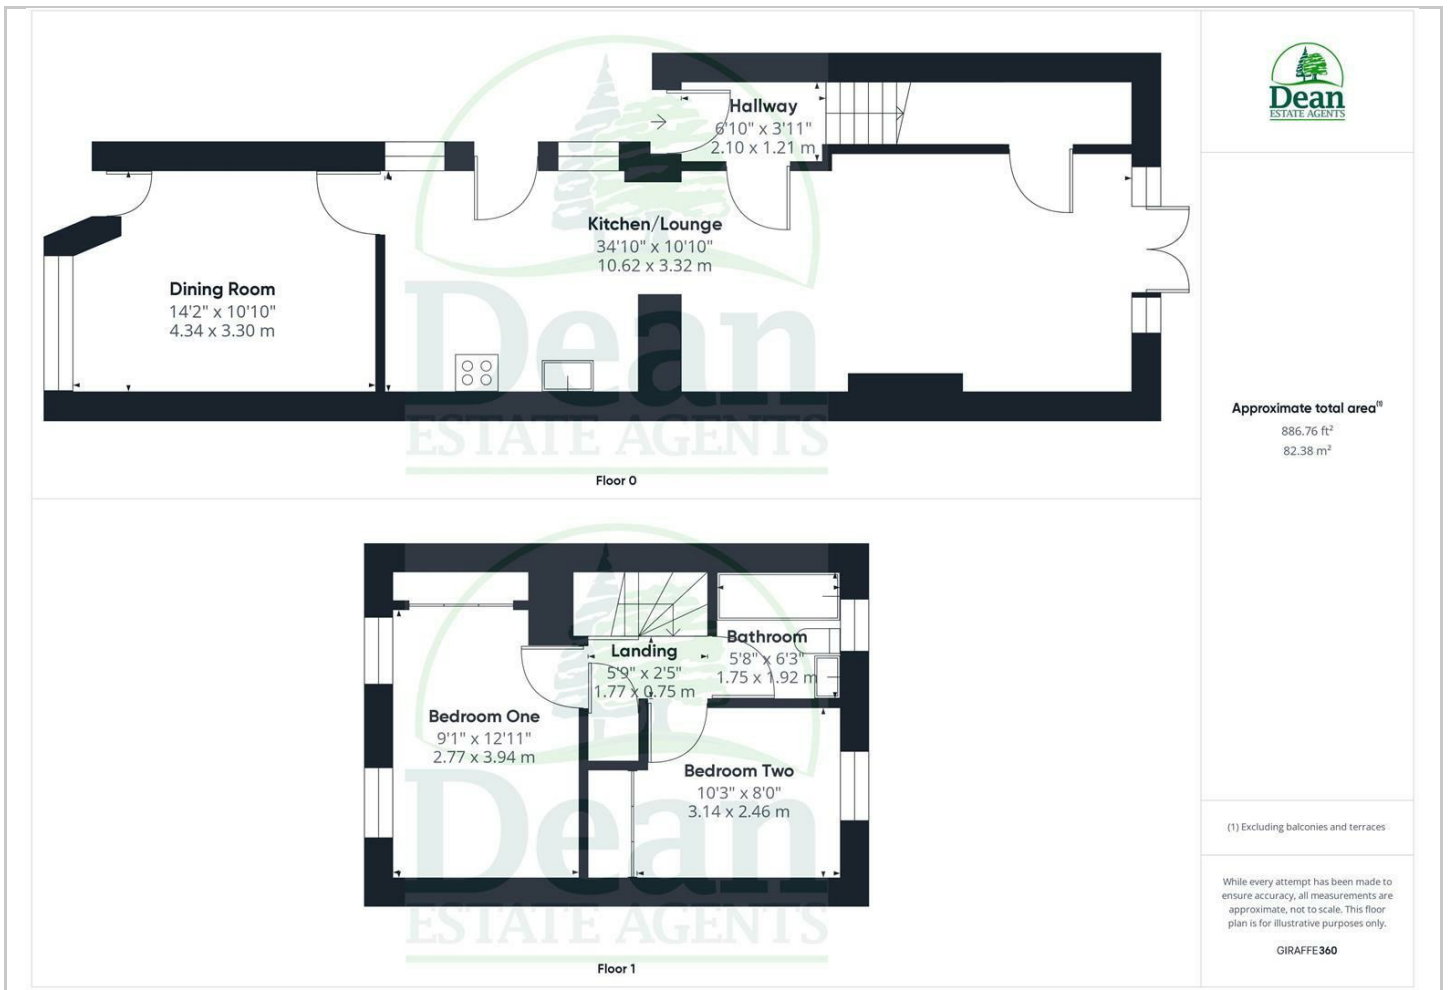 Hallway
6'10" x 3'11"
2.10 x 1.21 m
Kitchen/Lounge
34'10" x 10'10"
10.62 x 3.32 m
Dining Room
14'2" x 10'10"
4.34 x 3.30 m
Dean
ESTATE AGENTS
Floor 0
Landing
5'9" x 2'5"
1.77 x 0.75 m
Bathroom
5'8" x 6'3"
1.75 x 1.92 m
Bedroom One
9'1" x 12'11"
2.77 x 3.94 m
Bedroom Two
10'3" x 8'0"
3.14 x 2.46 m
Dean
ESTATE AGENTS
Floor 1
Dean
ESTATE AGENTS
Approximate total area(1)
886.76 ft²
82.38 m²
(1) Excluding balconies and terraces
While every attempt has been made to
ensure accuracy, all measurements are
approximate, not to scale. This floor
plan is for illustrative purposes only.
GIRAFFE360